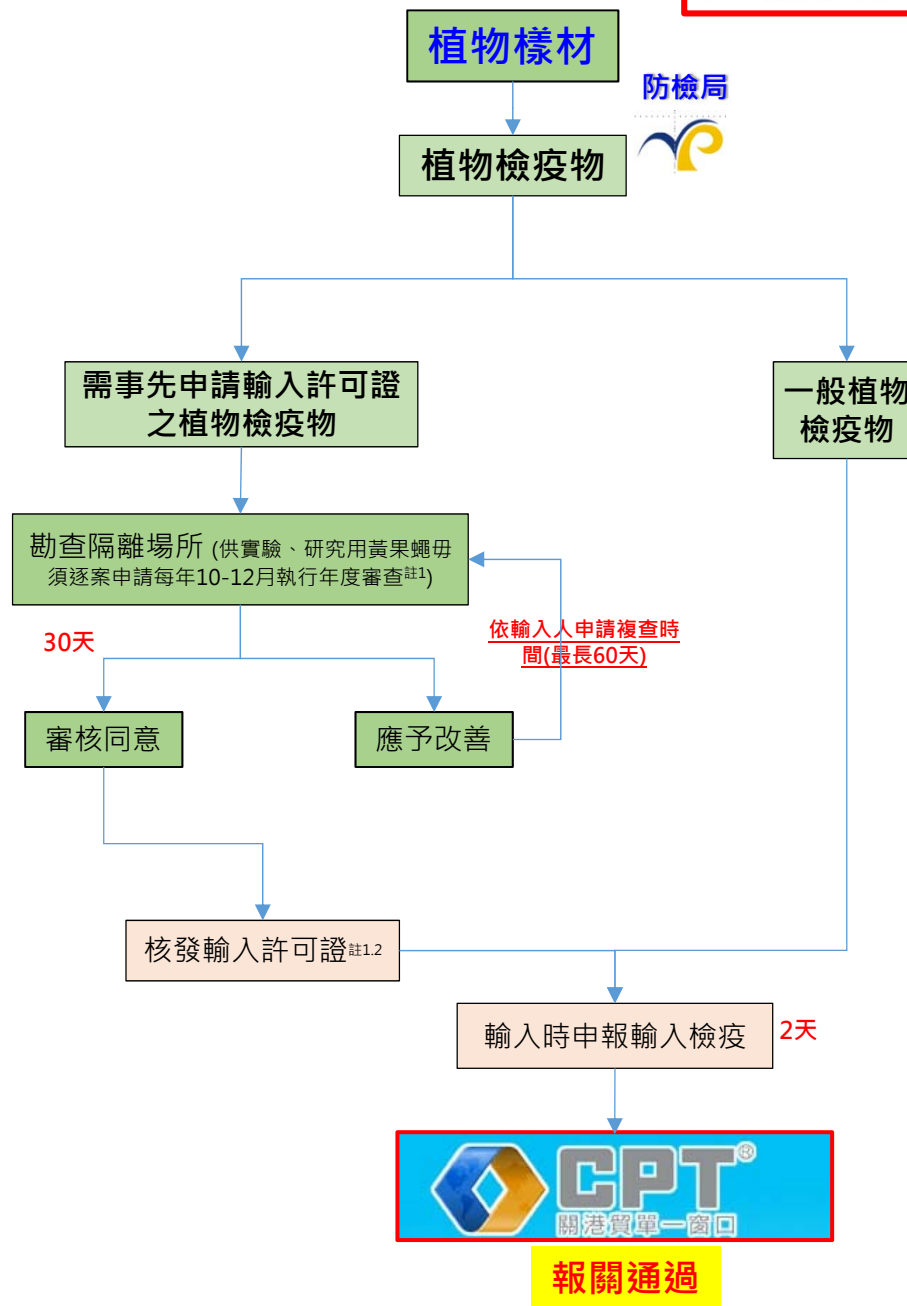 植物樣材
防檢局
植物檢疫物
需事先申請輸入許可證
之植物檢疫物
一般植物
檢疫物
勘查隔離場所 (供實驗、研究用黃果蠅毋
須逐案申請每年10-12月執行年度審查註1)
30天
依輸入人申請複查時
間(最長60天)
審核同意
應予改善
核發輸入許可證註1.2
輸入時申報輸入檢疫
2天
CPT®
關港貿單一窗口
報關通過